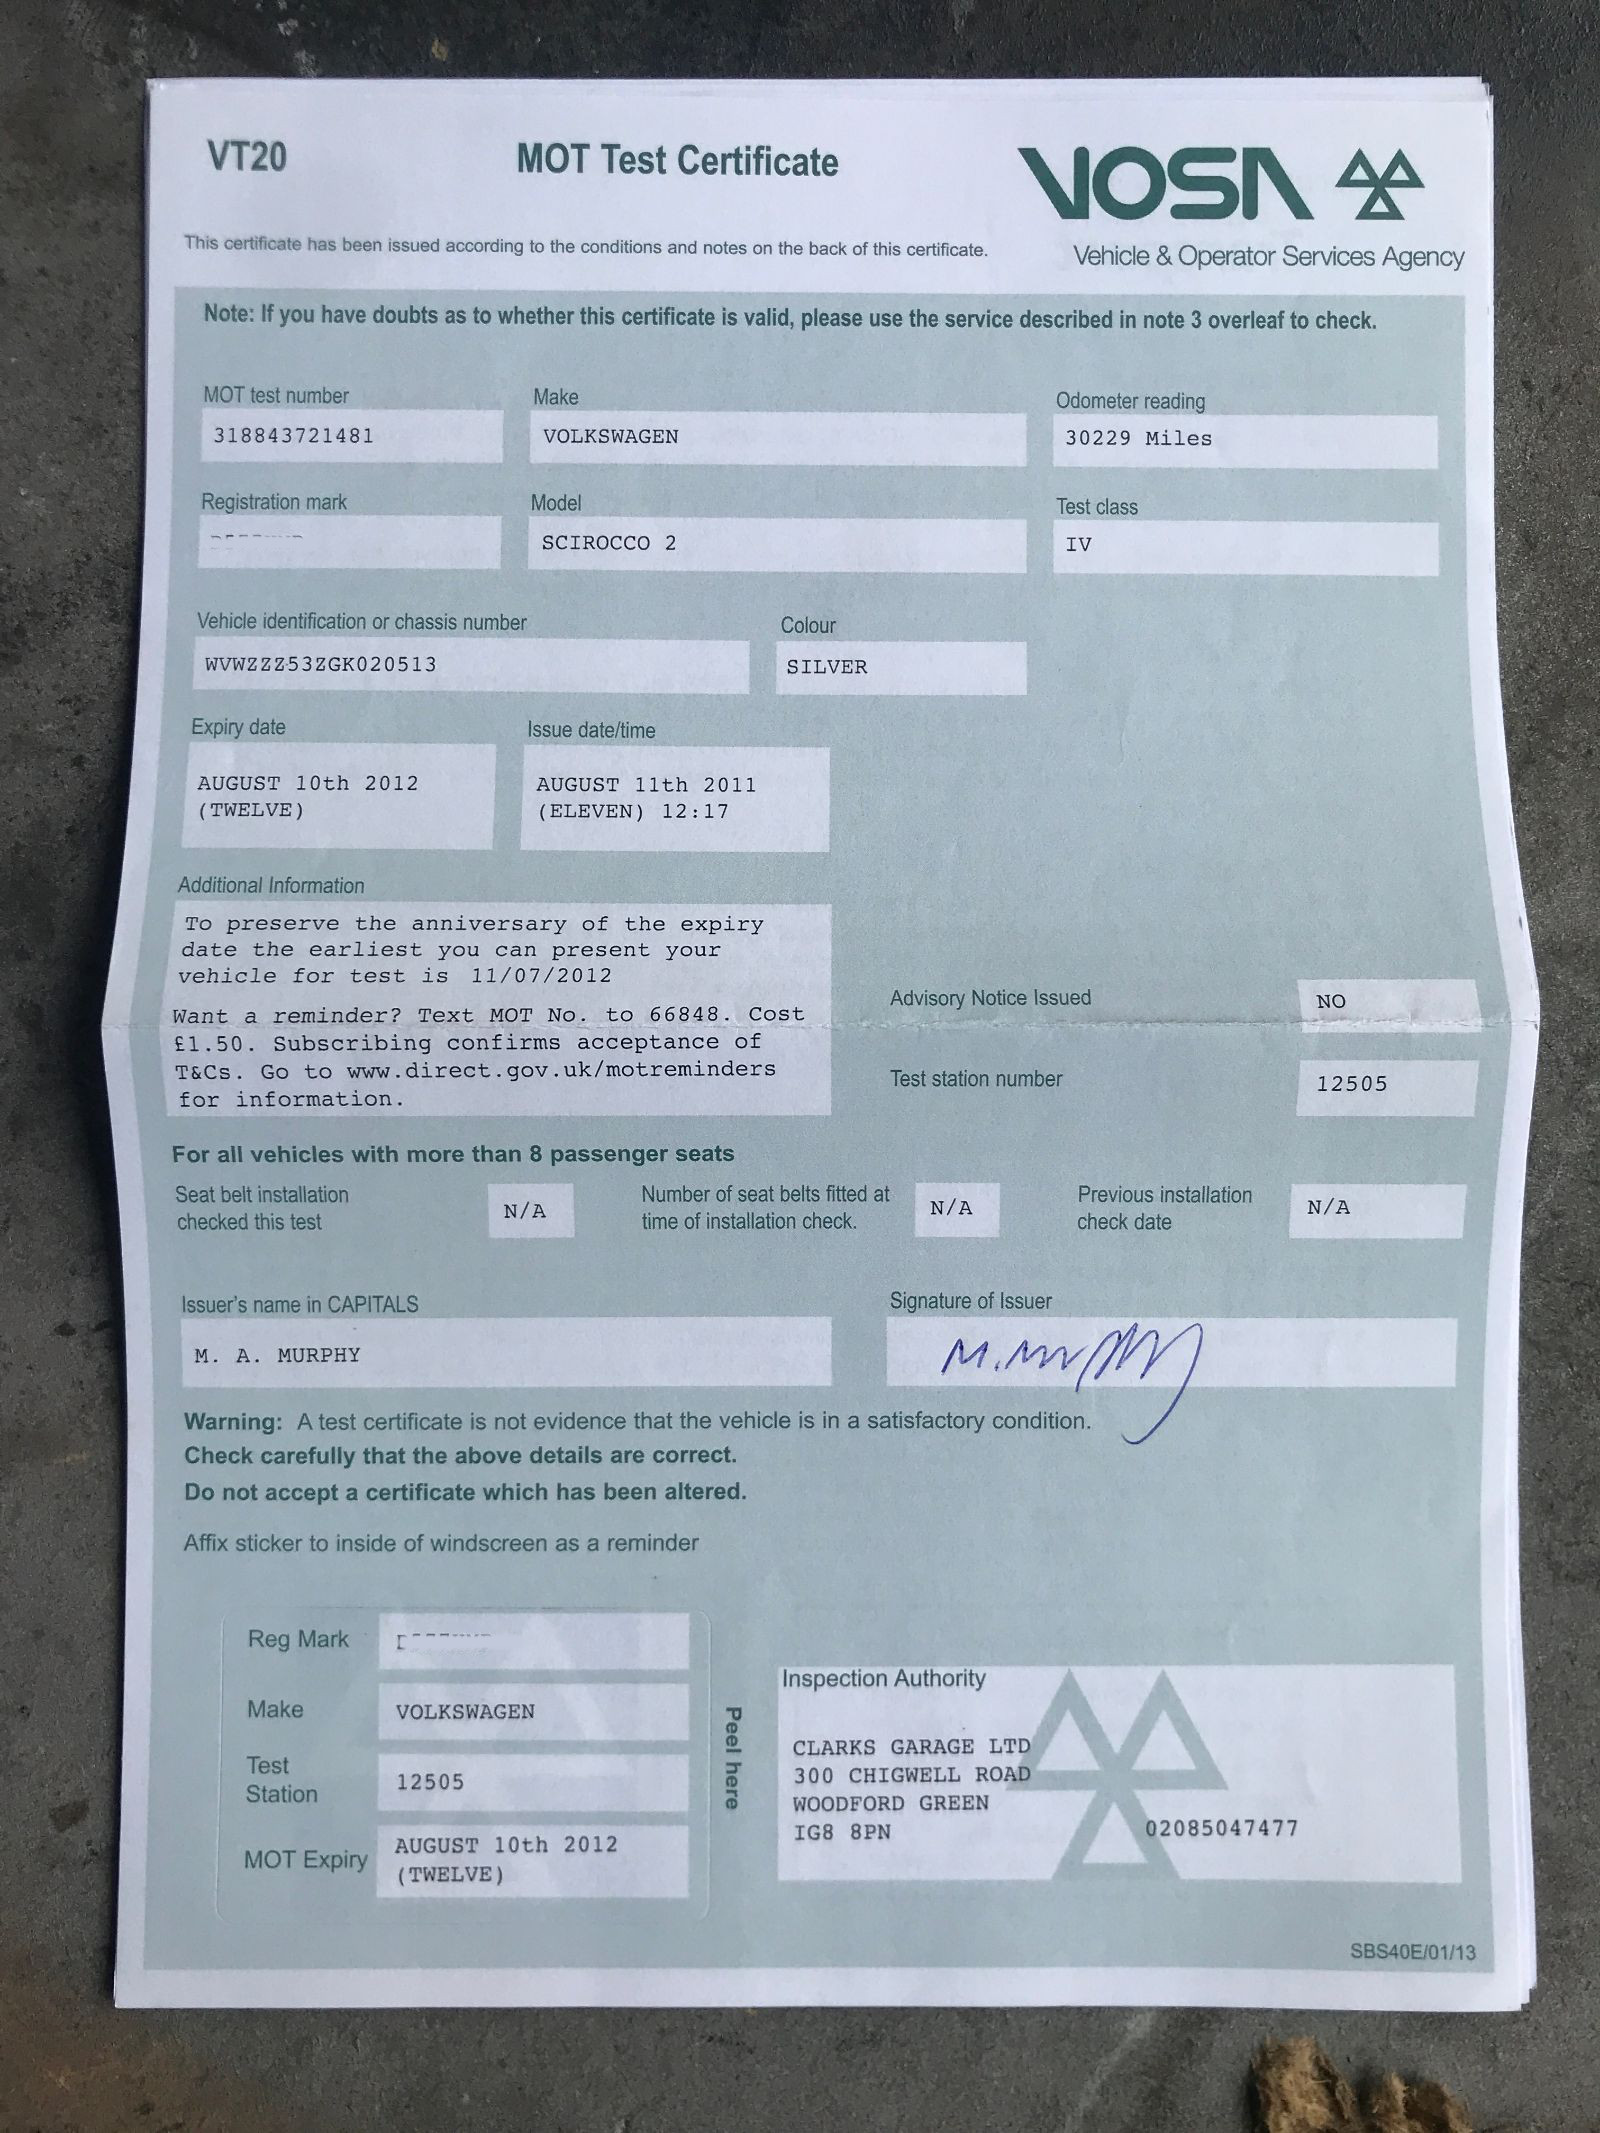 VT20
MOT Test Certificate
VOSA
This certificate has been issued according to the conditions and notes on the back of this certificate.
Vehicle & Operator Services Agency
Note: If you have doubts as to whether this certificate is valid, please use the service described in note 3 overleaf to check.
MOT test number
318843721481
Make
VOLKSWAGEN
Odometer reading
30229 Miles
Registration mark
Model
SCIROCCO 2
Test class
IV
Vehicle identification or chassis number
WVWZZZ53ZGK020513
Colour
SILVER
Expiry date
AUGUST 10th 2012
(TWELVE)
Issue date/time
AUGUST 11th 2011
(ELEVEN) 12:17
Additional Information
To preserve the anniversary of the expiry
date the earliest you can present your
vehicle for test is 11/07/2012
Want a reminder? Text MOT No. to 66848. Cost
£1.50. Subscribing confirms acceptance of
T&Cs. Go to www.direct.gov.uk/motreminders
for information.
Advisory Notice Issued
NO
Test station number
12505
For all vehicles with more than 8 passenger seats
Seat belt installation
checked this test
N/A
Number of seat belts fitted at
time of installation check.
N/A
Previous installation
check date
N/A
Issuer's name in CAPITALS
M. A. MURPHY
Signature of Issuer
M. Murphy
Warning: A test certificate is not evidence that the vehicle is in a satisfactory condition.
Check carefully that the above details are correct.
Do not accept a certificate which has been altered.
Affix sticker to inside of windscreen as a reminder
Reg Mark
Make
VOLKSWAGEN
Test
Station
12505
MOT Expiry
AUGUST 10th 2012
(TWELVE)
Peel here
Inspection Authority
CLARKS GARAGE LTD
300 CHIGWELL ROAD
WOODFORD GREEN
IG8 8PN
02085047477
SBS40E/01/13